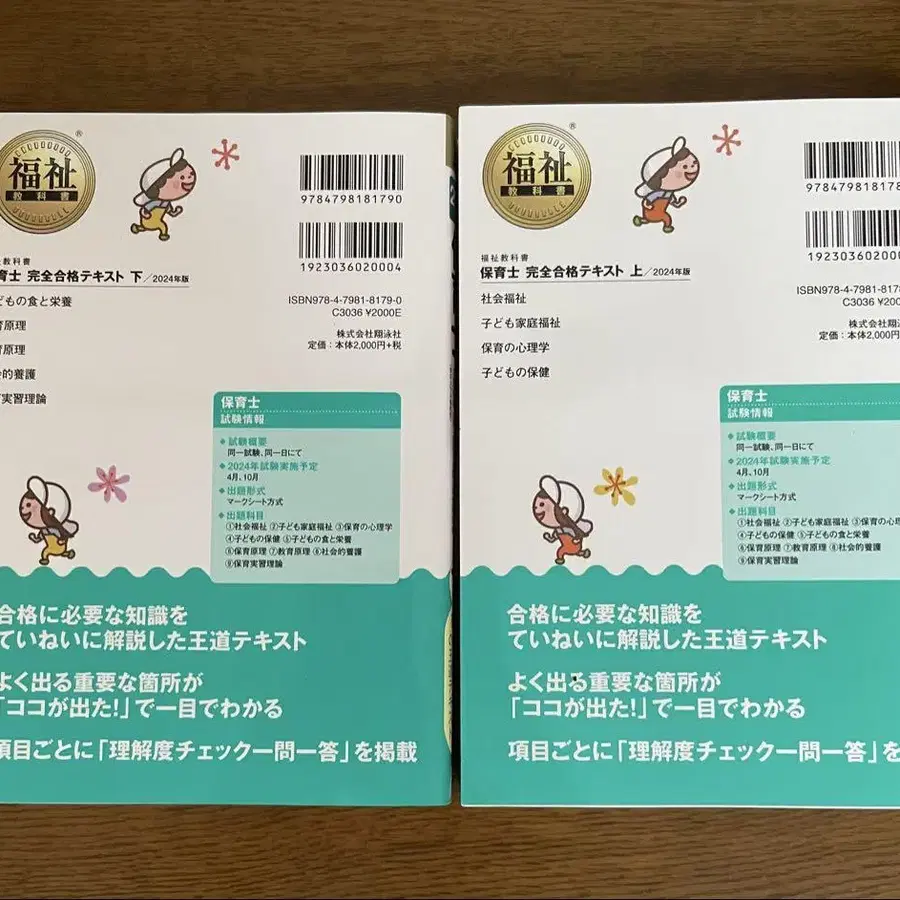 福祉
教科書
®
9784798181790
1923036020004
祉教科書
育士 完全合格テキスト 下/2024年版
どもの食と栄養
育原理
育原理
会的養護
育実習理論
ISBN978-4-7981-8179-0
C3036 ¥2000E
株式会社翔泳社
定価:本体2,000円+税
保育士
試験情報
◆試験概要
同一試験、同一日にて
◆2024年試験実施予定
4月、10月
◆出題形式
マークシート方式
◆出題科目
①社会福祉 ②子ども家庭福祉 ③保育の心理学
④子どもの保健 ⑤子どもの食と栄養
⑥保育原理 ⑦教育原理 ⑧社会的養護
⑨保育実習理論
合格に必要な知識を
ていねいに解説した王道テキスト
よく出る重要な箇所が
「ココが出た!」で一目でわかる
項目ごとに「理解度チェック一問一答」を掲載
福祉
教科書
®
97847981817
192303602000
福祉教科書
保育士 完全合格テキスト 上/2024年版
社会福祉
子ども家庭福祉
保育の心理学
子どもの保健
ISBN978-4-7981-817
C3036 ¥200
株式会社翔
定価:本体2,000円
保育士
試験情報
◆試験概要
同一試験、同一日にて
◆2024年試験実施予定
4月、10月
◆出題形式
マークシート方式
◆出題科目
①社会福祉 ②子ども家庭福祉 ③保育の心理
④子どもの保健 ⑤子どもの食と栄養
⑥保育原理 ⑦教育原理 ⑧社会的養護
⑨保育実習理論
合格に必要な知識を
ていねいに解説した王道テキスト
よく出る重要な箇所が
「ココが出た!」で一目でわかる
項目ごとに「理解度チェック一問一答」を